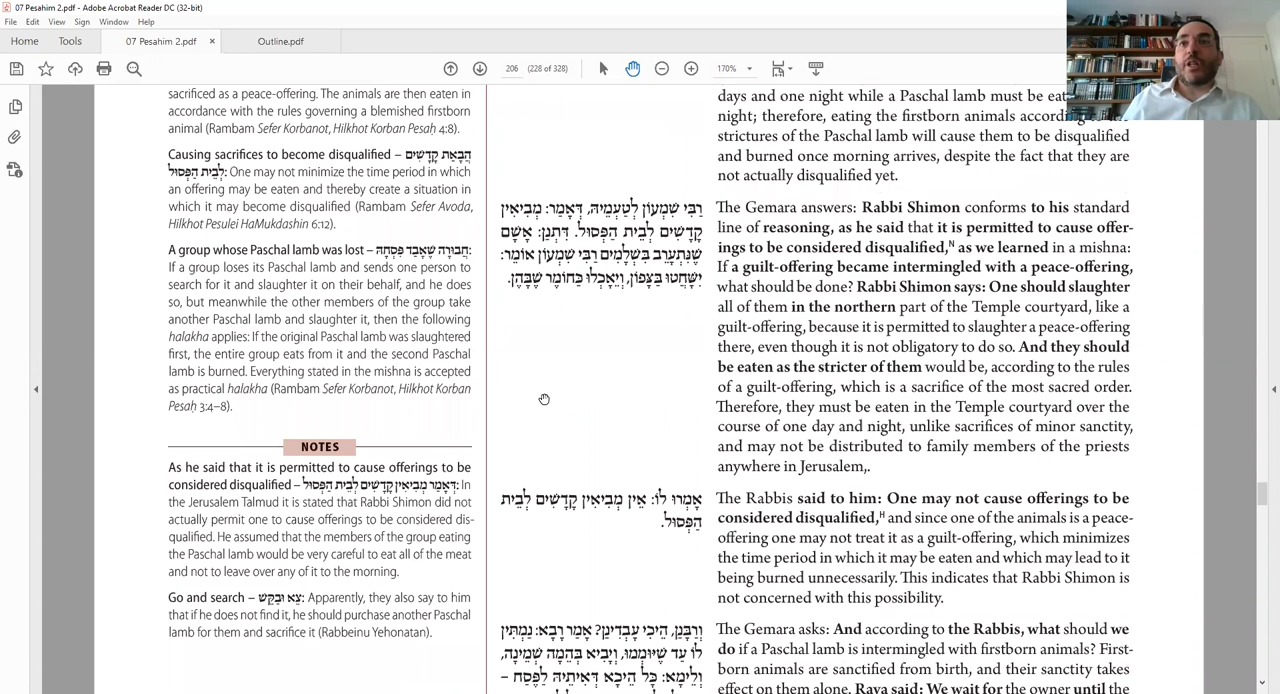 07 Pesahim 2.pdf - Adobe Acrobat Reader DC (32-bit)
File Edit View Sign Window Help
Home Tools 07 Pesahim 2.pdf × Outline.pdf
206 (228 of 328) 170%
sacrificed as a peace-offering. The animals are then eaten in
accordance with the rules governing a blemished firstborn
animal (Rambam Sefer Korbanot, Hilkhot Korban Pesaḥ 4:8).
Causing sacrifices to become disqualified – הֲבָאַת קָדָשִׁים
לְבֵית הַפְּסוּל: One may not minimize the time period in which
an offering may be eaten and thereby create a situation in
which it may become disqualified (Rambam Sefer Avoda,
Hilkhot Pesulei HaMukdashin 6:12).
A group whose Paschal lamb was lost – חֲבוּרָה שֶׁאָבַד פִּסְחָהּ:
If a group loses its Paschal lamb and sends one person to
search for it and slaughter it on their behalf, and he does
so, but meanwhile the other members of the group take
another Paschal lamb and slaughter it, then the following
halakha applies: If the original Paschal lamb was slaughtered
first, the entire group eats from it and the second Paschal
lamb is burned. Everything stated in the mishna is accepted
as practical halakha (Rambam Sefer Korbanot, Hilkhot Korban
Pesaḥ 3:4–8).
NOTES
As he said that it is permitted to cause offerings to be
considered disqualified – דְּאָמַר מְבִיאִין קָדָשִׁים לְבֵית הַפְּסוּל: In
the Jerusalem Talmud it is stated that Rabbi Shimon did not
actually permit one to cause offerings to be considered dis-
qualified. He assumed that the members of the group eating
the Paschal lamb would be very careful to eat all of the meat
and not to leave over any of it to the morning.
Go and search – צֵא וּבַקֵּשׁ: Apparently, they also say to him
that if he does not find it, he should purchase another Paschal
lamb for them and sacrifice it (Rabbeinu Yehonatan).
רַבִּי שִׁמְעוֹן לְטַעְמֵיהּ, דְּאָמַר: מְבִיאִין
קָדָשִׁים לְבֵית הַפְּסוּל. דִּתְנַן: אָשָׁם
שֶׁנִּתְעָרֵב בִּשְׁלָמִים רַבִּי שִׁמְעוֹן אוֹמֵר:
יִשָּׁחֲטוּ בַּצָּפוֹן, וְיֵאָכְלוּ כַּחוֹמֶר שֶׁבָּהֶן.
אָמְרוּ לוֹ: אֵין מְבִיאִין קָדָשִׁים לְבֵית
הַפְּסוּל.
וְרַבָּנַן, הֵיכִי עָבְדִינַן? אָמַר רָבָא: נַמְתִּין
לוֹ עַד שֶׁיּוּמְמוּ, וְיָבִיא בְּהֵמָה שְׁמֵינָה,
וְלֵימָא: כָּל הֵיכָא דְּאִיתֵיהּ לַפֶּסַח –
days and one night while a Paschal lamb must be eat
night; therefore, eating the firstborn animals accord
strictures of the Paschal lamb will cause them to be disqualified
and burned once morning arrives, despite the fact that they are
not actually disqualified yet.
The Gemara answers: Rabbi Shimon conforms to his standard
line of reasoning, as he said that it is permitted to cause offer-
ings to be considered disqualified,N as we learned in a mishna:
If a guilt-offering became intermingled with a peace-offering,
what should be done? Rabbi Shimon says: One should slaughter
all of them in the northern part of the Temple courtyard, like a
guilt-offering, because it is permitted to slaughter a peace-offering
there, even though it is not obligatory to do so. And they should
be eaten as the stricter of them would be, according to the rules
of a guilt-offering, which is a sacrifice of the most sacred order.
Therefore, they must be eaten in the Temple courtyard over the
course of one day and night, unlike sacrifices of minor sanctity,
and may not be distributed to family members of the priests
anywhere in Jerusalem,.
The Rabbis said to him: One may not cause offerings to be
considered disqualified,H and since one of the animals is a peace-
offering one may not treat it as a guilt-offering, which minimizes
the time period in which it may be eaten and which may lead to it
being burned unnecessarily. This indicates that Rabbi Shimon is
not concerned with this possibility.
The Gemara asks: And according to the Rabbis, what should we
do if a Paschal lamb is intermingled with firstborn animals? First-
born animals are sanctified from birth, and their sanctity takes
effect on them alone. Rava said: We wait for the owner until the